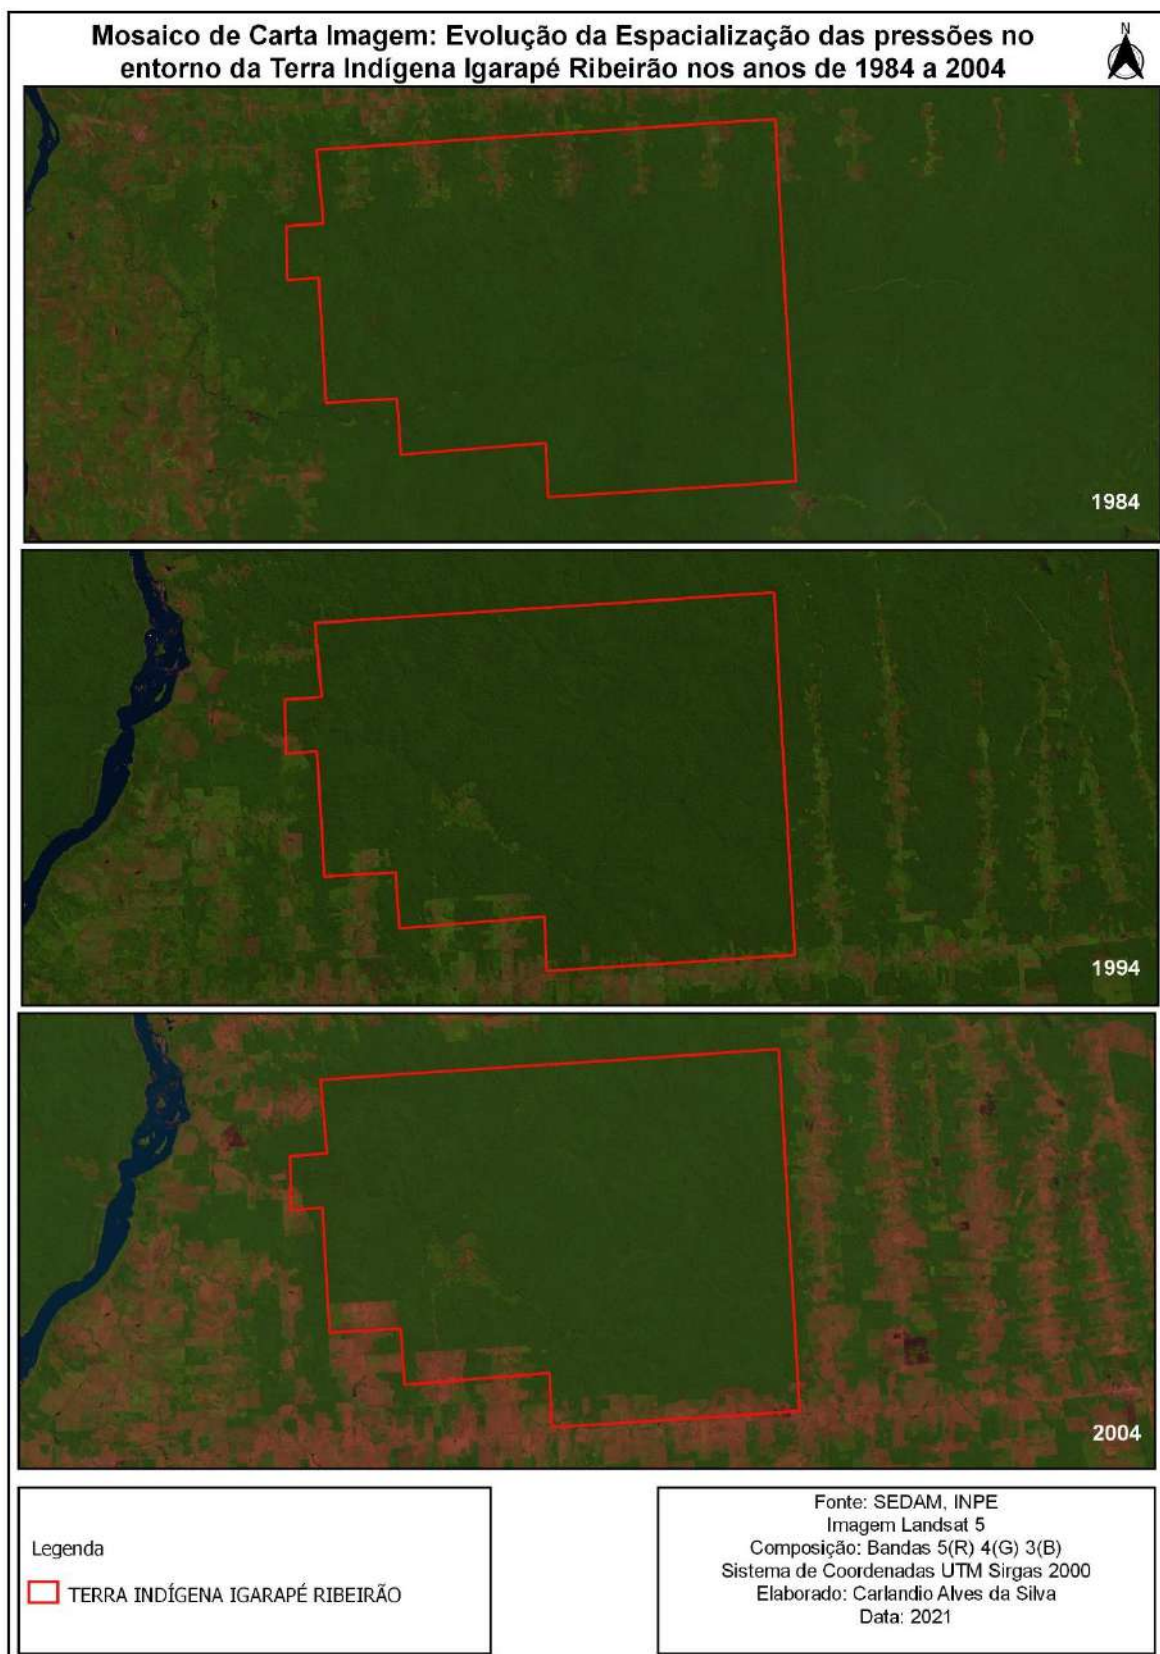 Mosaico de Carta Imagem: Evolução da Espacialização das pressões no
entorno da Terra Indígena Igarapé Ribeirão nos anos de 1984 a 2004
N
1984
1994
2004
Legenda
TERRA INDÍGENA IGARAPÉ RIBEIRÃO
Fonte: SEDAM, INPE
Imagem Landsat 5
Composição: Bandas 5(R) 4(G) 3(B)
Sistema de Coordenadas UTM Sirgas 2000
Elaborado: Carlandio Alves da Silva
Data: 2021